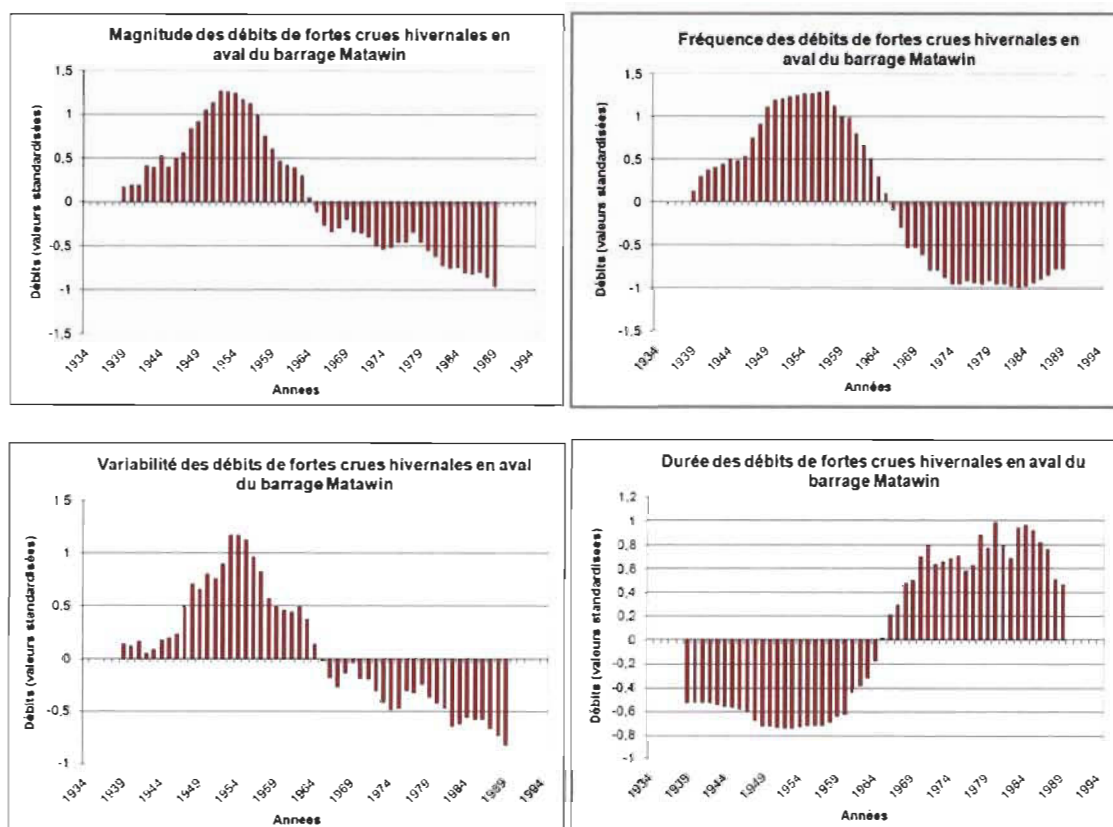 Magnitude des débits de fortes crues hivernales en
aval du barrage Matawin
Débits (valeurs standardisées)
1,5
1
0,5
0
-0,5
-1
-1,5
1934 1939 1944 1949 1954 1959 1964 1969 1974 1979 1984 1989 1994
Annees
Fréquence des débits de fortes crues hivernales en
aval du barrage Matawin
Débits (valeurs standardisées)
1,5
1
0,5
0
-0,5
-1
-1,5
1934 1939 1944 1949 1954 1959 1964 1969 1974 1979 1984 1989 1994
Années
Variabilité des débits de fortes crues hivernales en aval
du barrage Matawin
Débits (valeurs standardisées)
1 5
1
0,5
0
-0,5
-1
1934 1939 1944 1949 1954 1959 1964 1969 1974 1979 1984 1989 1994
Années
Durée des débits de fortes crues hivernales en aval du
barrage Matawin
Débits (valeurs standardisees)
1,2
1
0,8
0,6
0,4
0,2
0
-0,2
-0,4
-0,6
-0,8
-1
1934 1939 1944 1949 1954 1959 1964 1969 1974 1979 1984 1989 1994
Années